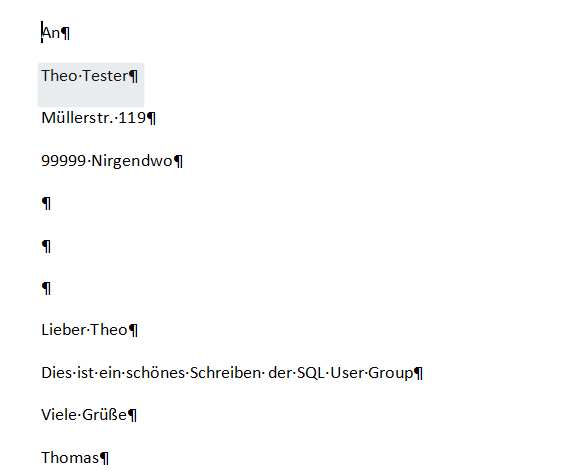 An¶
Theo·Tester¶
Müllerstr.·119¶
99999·Nirgendwo¶
¶
¶
¶
Lieber·Theo¶
Dies·ist·ein·schönes·Schreiben·der·SQL·User·Group¶
Viele·Grüße¶
Thomas¶